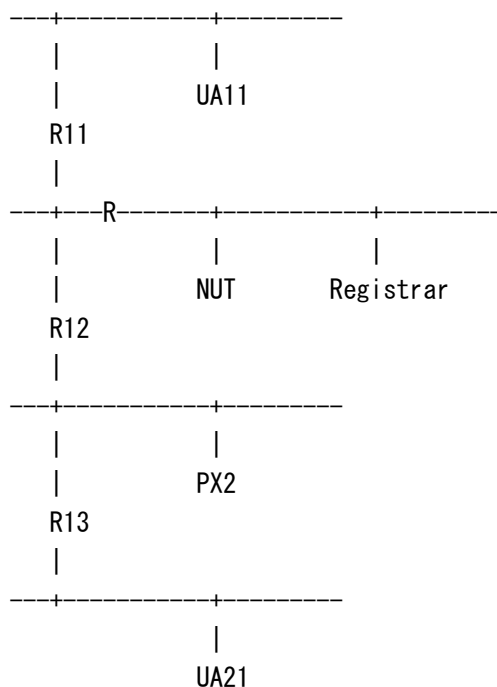 UA11
R11
R
NUT Registrar
R12
PX2
R13
UA21